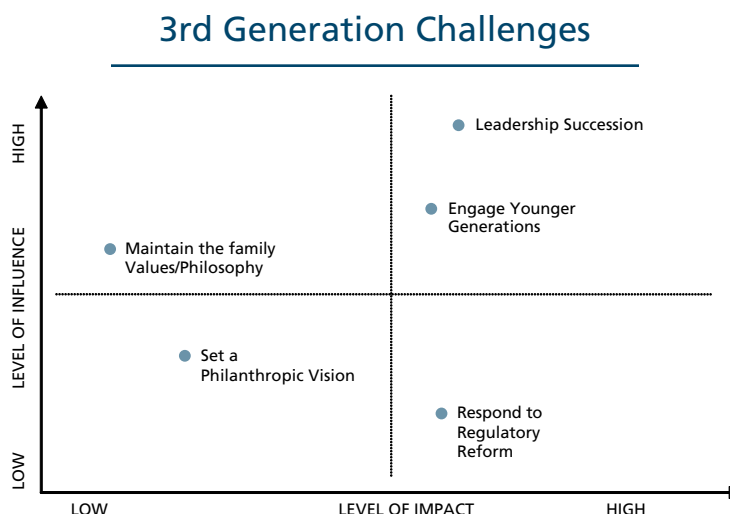 3rd Generation Challenges
HIGH
LEVEL OF INFLUENCE
LOW
Leadership Succession
Engage Younger
Generations
Maintain the family
Values/Philosophy
Set a
Philanthropic Vision
Respond to
Regulatory
Reform
LOW
LEVEL OF IMPACT
HIGH